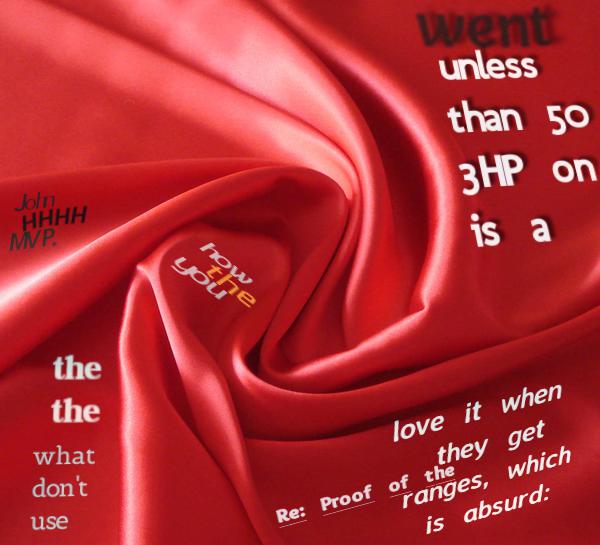 went
unless
than 50
3HP on
is a
John
HHHH
MVP.
how
the
you
the
the
what
don't
use
love it when
they get
ranges, which
is absurd:
Re: Proof of the